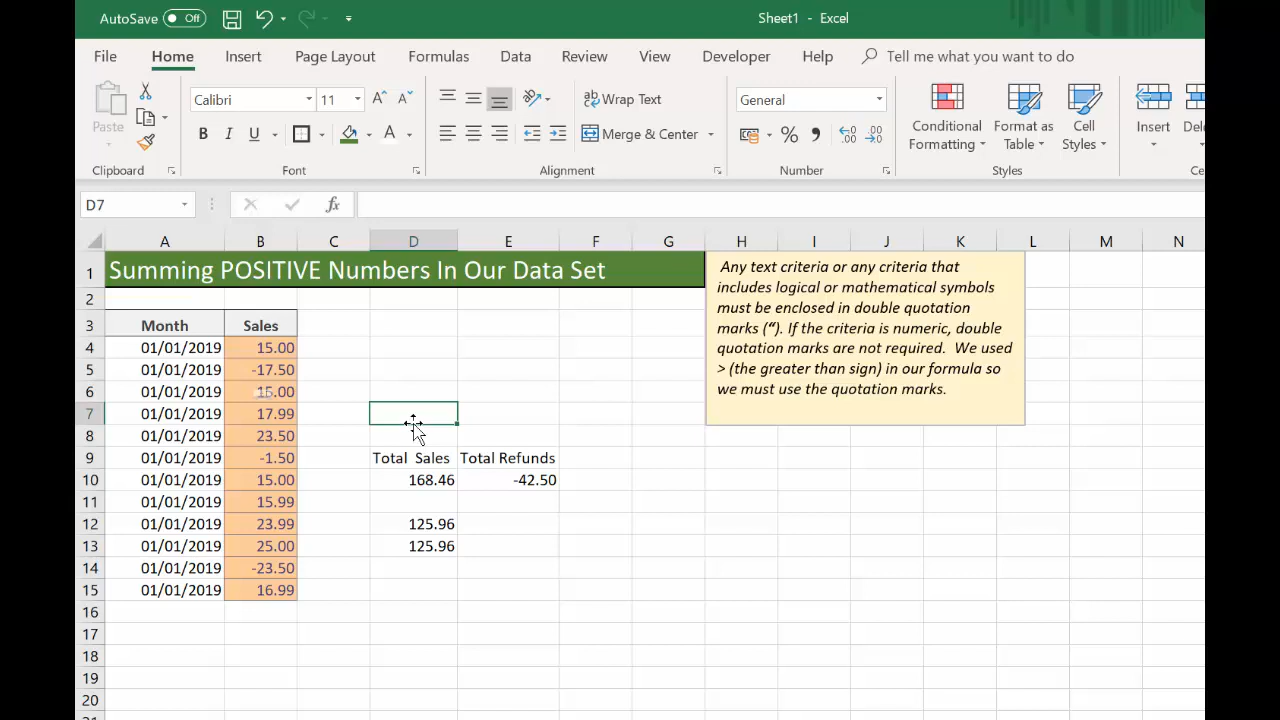 AutoSave Off Sheet1 - Excel
File Home Insert Page Layout Formulas Data Review View Developer Help Tell me what you want to do
Paste
Clipboard
Calibri 11
B I U A
Font
ab Wrap Text
Merge & Center
Alignment
General
% ,
Number
Conditional Formatting
Format as Table
Cell Styles
Styles
Insert
D7 fx
A B C D E F G H I J K L M N
1 Summing POSITIVE Numbers In Our Data Set
Any text criteria or any criteria that
includes logical or mathematical symbols
must be enclosed in double quotation
marks (“). If the criteria is numeric, double
quotation marks are not required. We used
> (the greater than sign) in our formula so
we must use the quotation marks.
2
3 Month Sales
4 01/01/2019 15.00
5 01/01/2019 -17.50
6 01/01/2019 15.00
7 01/01/2019 17.99
8 01/01/2019 23.50
9 01/01/2019 -1.50 Total Sales Total Refunds
10 01/01/2019 15.00 168.46 -42.50
11 01/01/2019 15.99
12 01/01/2019 23.99 125.96
13 01/01/2019 25.00 125.96
14 01/01/2019 -23.50
15 01/01/2019 16.99
16
17
18
19
20